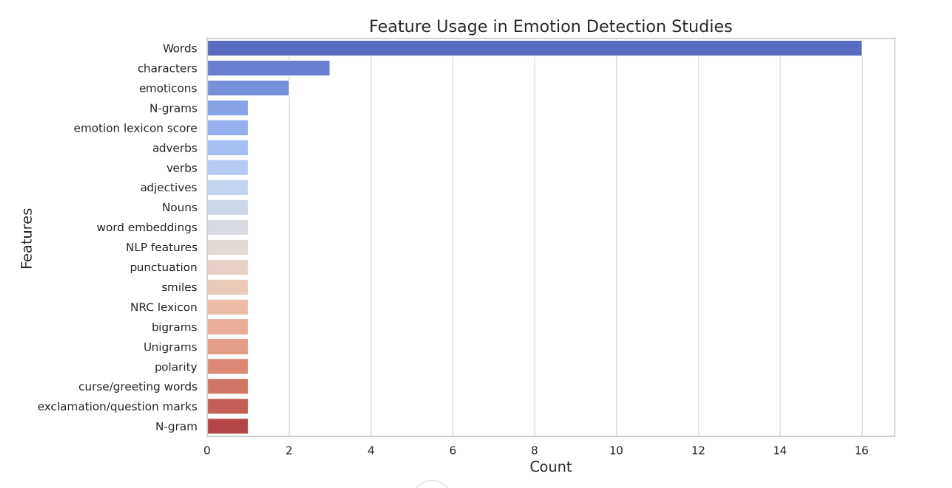 Feature Usage in Emotion Detection Studies
Words
characters
emoticons
N-grams
emotion lexicon score
adverbs
verbs
adjectives
Nouns
word embeddings
NLP features
punctuation
smiles
NRC lexicon
bigrams
Unigrams
polarity
curse/greeting words
exclamation/question marks
N-gram
Features
0 2 4 6 8 10 12 14 16
Count